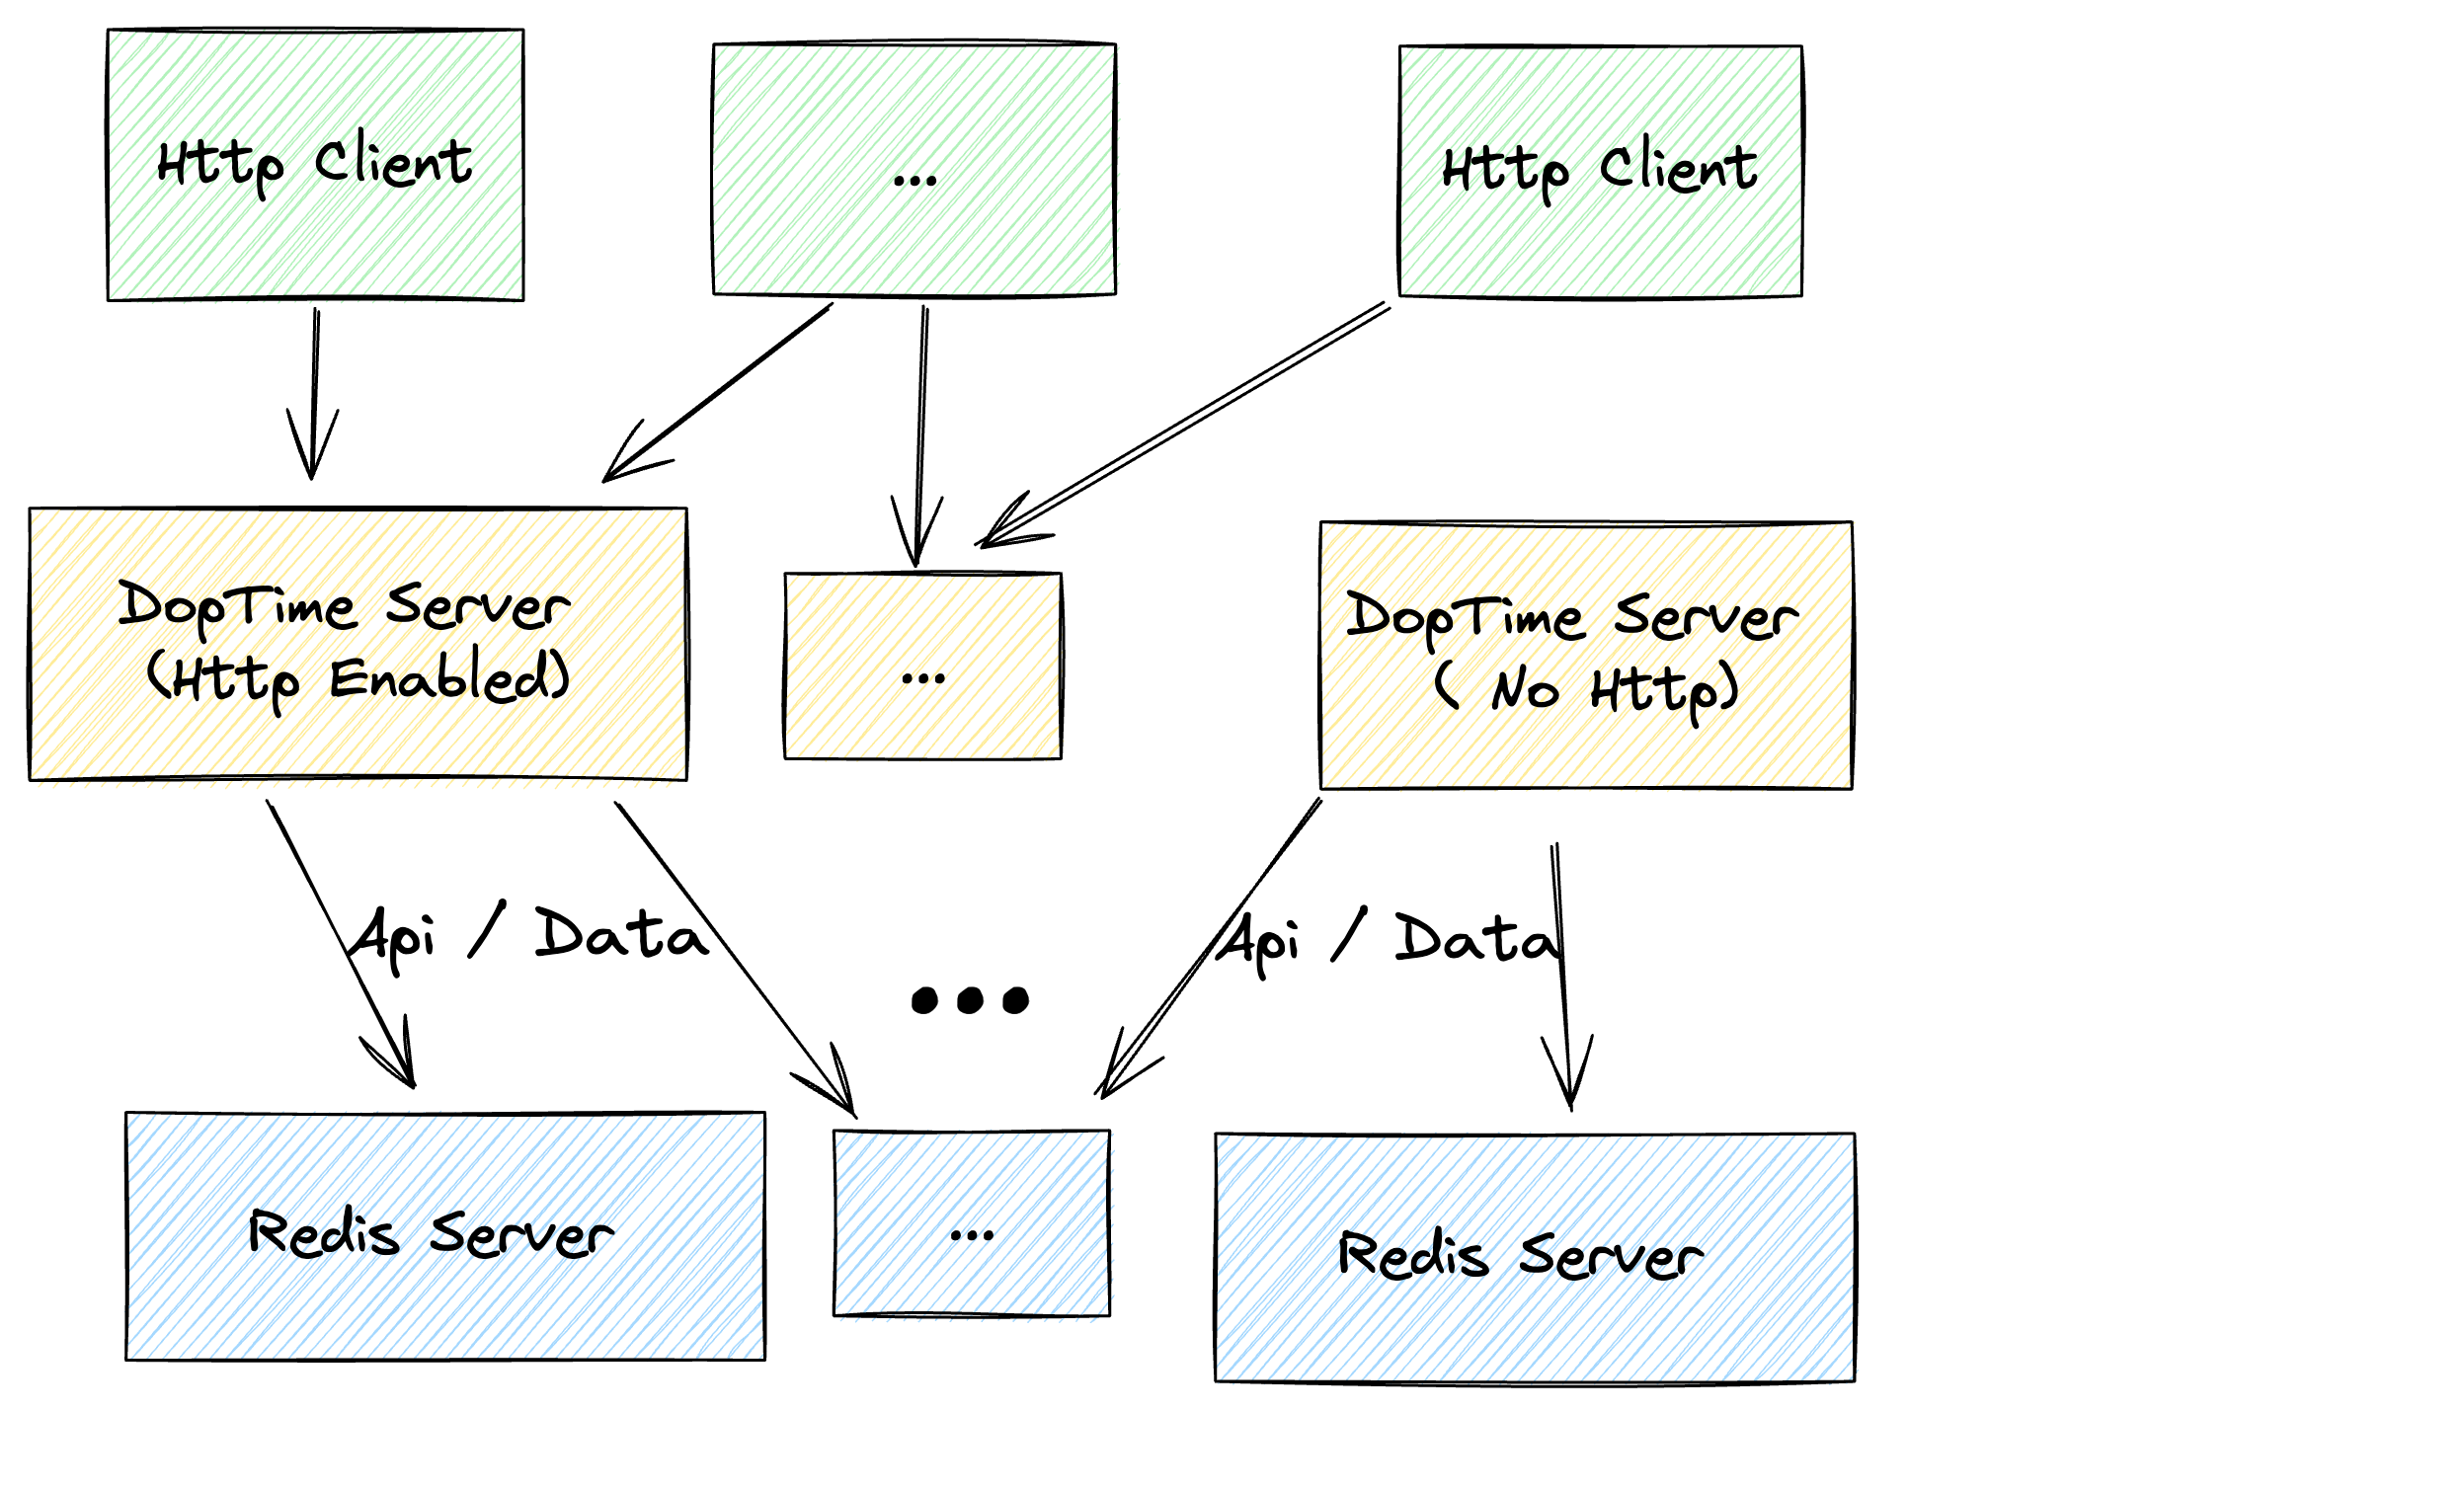 Http Client
...
Http Client
DopTime Server
(Http Enabled)
...
DopTime Server
( No Http)
Api / Data
Api / Data
...
Redis Server
...
Redis Server